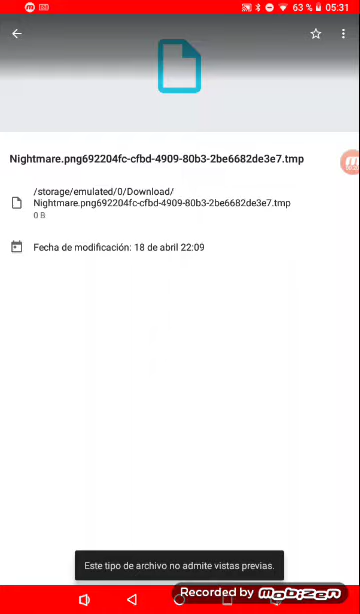 63 % 05:31
Nightmare.png692204fc-cfbd-4909-80b3-2be6682de3e7.tmp
/storage/emulated/0/Download/
Nightmare.png692204fc-cfbd-4909-80b3-2be6682de3e7.tmp
0 B
Fecha de modificación: 18 de abril 22:09
Este tipo de archivo no admite vistas previas.
Recorded by mobizen